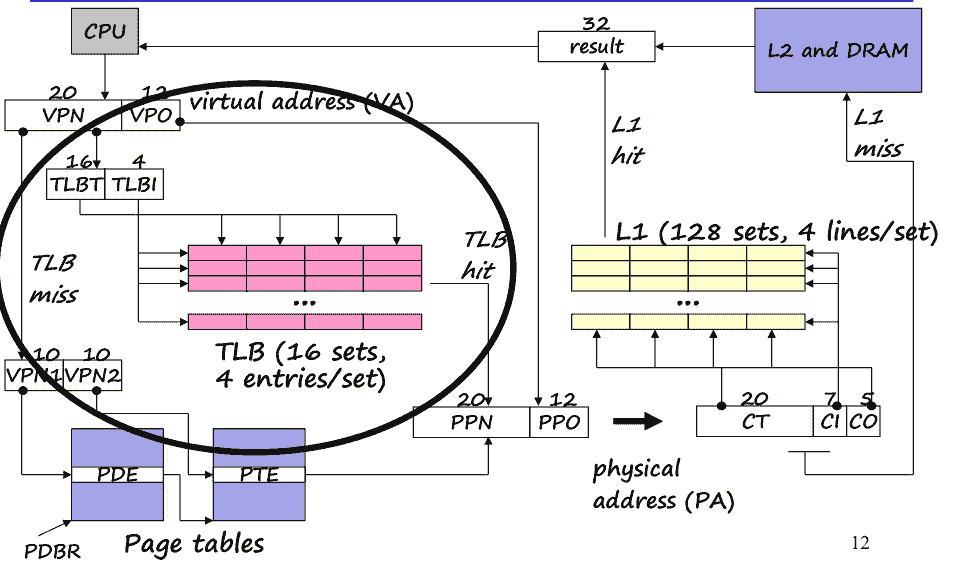 CPU
32
result
L2 and DRAM
20
12
VPN
VPO
virtual address (VA)
L1
hit
L1
miss
16
4
TLBT
TLBI
TLB
hit
L1 (128 sets, 4 lines/set)
TLB
miss
...
...
TLB (16 sets,
4 entries/set)
10
10
VPN1
VPN2
20
12
PPN
PPO
20
7
5
CT
CI
CO
physical
address (PA)
PDE
PTE
PDBR
Page tables
12